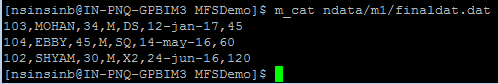 [nsinsinb@IN-PNQ-GPBIM3 MFSDemo]$ m_cat ndata/m1/finaldat.dat
103,MOHAN,34,M,DS,12-jan-17,45
104,EBBY,45,M,SQ,14-may-16,60
102,SHYAM,30,M,X2,24-jun-16,120
[nsinsinb@IN-PNQ-GPBIM3 MFSDemo]$